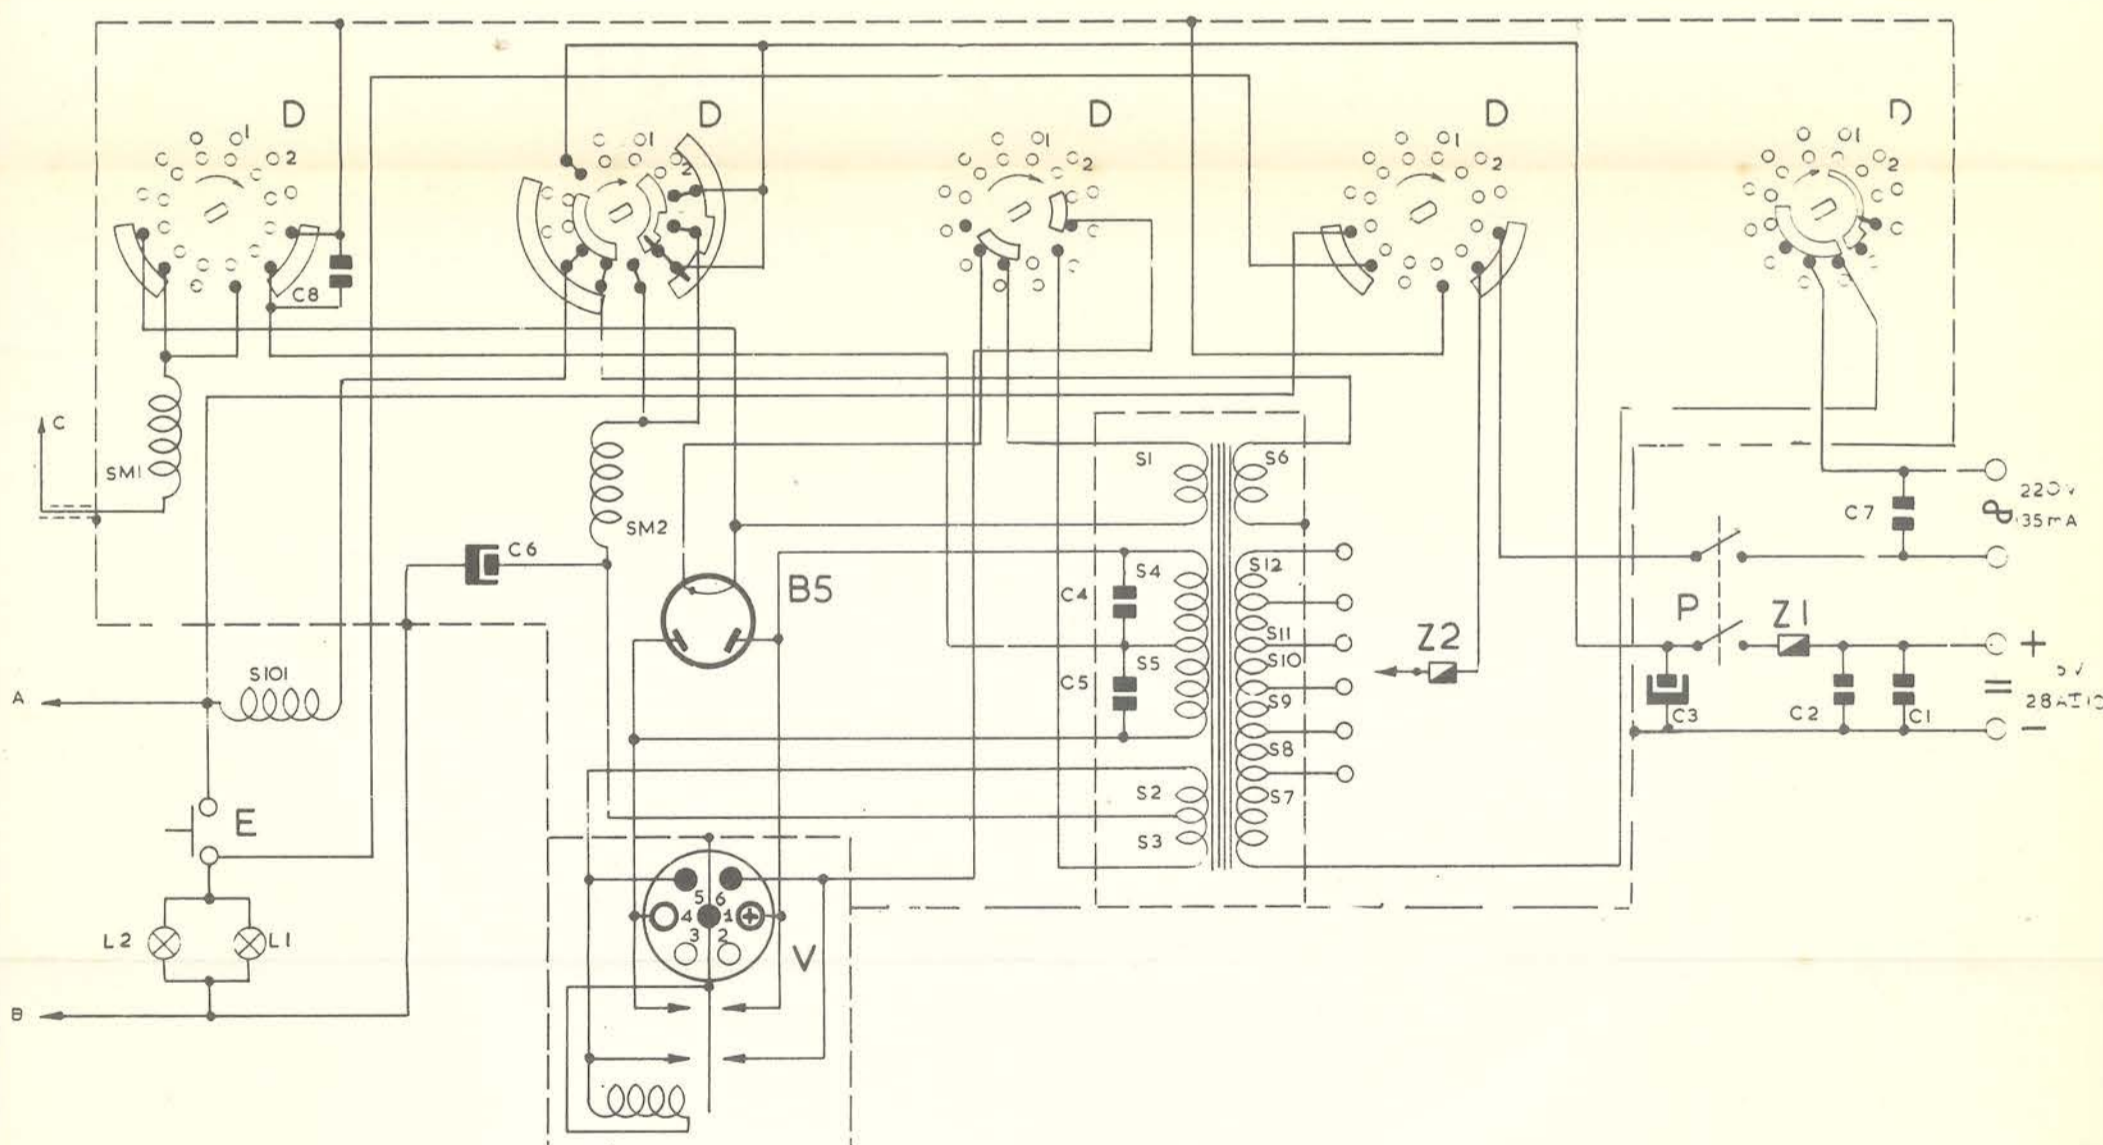 D
D
D
D
1
2
1
2
1
2
1
2
1
2
C8
C
SM1
SM2
S1
S6
C7
220V
35mA
C6
B5
C4
S4
S12
S11
S10
S9
S8
S7
S5
C5
S2
S3
Z2
P
Z1
+
=
−
C3
C2
C1
A
S101
E
L2
L1
B
5
6
4
1
3
2
V